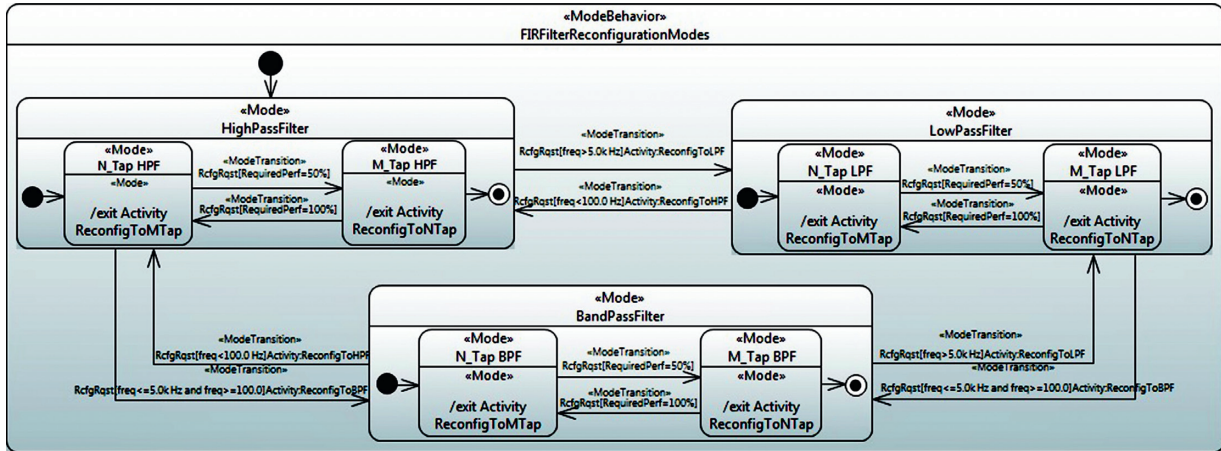 «ModeBehavior»
FIRFilterReconfigurationModes
«Mode»
HighPassFilter
«Mode»
N_Tap HPF
«Mode»
/exit Activity
ReconfigToMTap
«ModeTransition»
RcfgRqst[RequiredPerf=50%]
«ModeTransition»
RcfgRqst[RequiredPerf=100%]
«Mode»
M_Tap HPF
«Mode»
/exit Activity
ReconfigToNTap
«ModeTransition»
RcfgRqst[freq>5.0k Hz]Activity:ReconfigToLPF
«ModeTransition»
RcfgRqst[freq<100.0 Hz]Activity:ReconfigToHPF
«Mode»
LowPassFilter
«Mode»
N_Tap LPF
«Mode»
/exit Activity
ReconfigToMTap
«ModeTransition»
RcfgRqst[RequiredPerf=50%]
«ModeTransition»
RcfgRqst[RequiredPerf=100%]
«Mode»
M_Tap LPF
«Mode»
/exit Activity
ReconfigToNTap
«ModeTransition»
RcfgRqst[freq<100.0 Hz]Activity:ReconfigToHPF
«ModeTransition»
RcfgRqst[freq<=5.0k Hz and freq>=100.0]Activity:ReconfigToBPF
«Mode»
BandPassFilter
«Mode»
N_Tap BPF
«Mode»
/exit Activity
ReconfigToMTap
«ModeTransition»
RcfgRqst[RequiredPerf=50%]
«ModeTransition»
RcfgRqst[RequiredPerf=100%]
«Mode»
M_Tap BPF
«Mode»
/exit Activity
ReconfigToNTap
«ModeTransition»
RcfgRqst[freq>5.0k Hz]Activity:ReconfigToLPF
«ModeTransition»
RcfgRqst[freq<=5.0k Hz and freq>=100.0]Activity:ReconfigToBPF